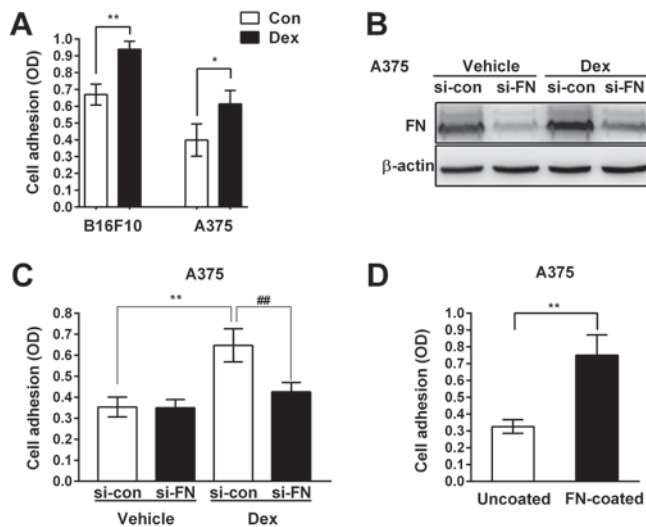 A
Con
Dex
**
*
Cell adhesion (OD)
1.0
0.9
0.8
0.7
0.6
0.5
0.4
0.3
0.2
0.1
0.0
B16F10 A375
B
A375 Vehicle Dex
si-con si-FN si-con si-FN
FN
β-actin
C
A375
**
##
Cell adhesion (OD)
0.8
0.7
0.6
0.5
0.4
0.3
0.2
0.1
0.0
si-con si-FN si-con si-FN
Vehicle Dex
D
A375
**
Cell adhesion (OD)
1.0
0.9
0.8
0.7
0.6
0.5
0.4
0.3
0.2
0.1
0.0
Uncoated FN-coated